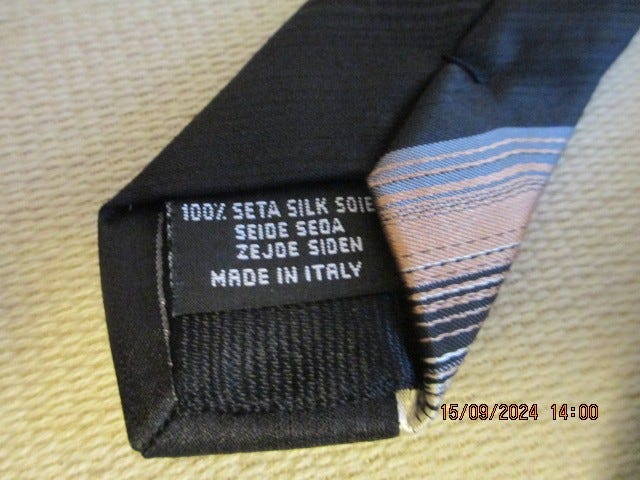 100% SETA SILK SOIE
SEIDE SEDA
ZEJDE SIDEN
MADE IN ITALY
15/09/2024 14:00